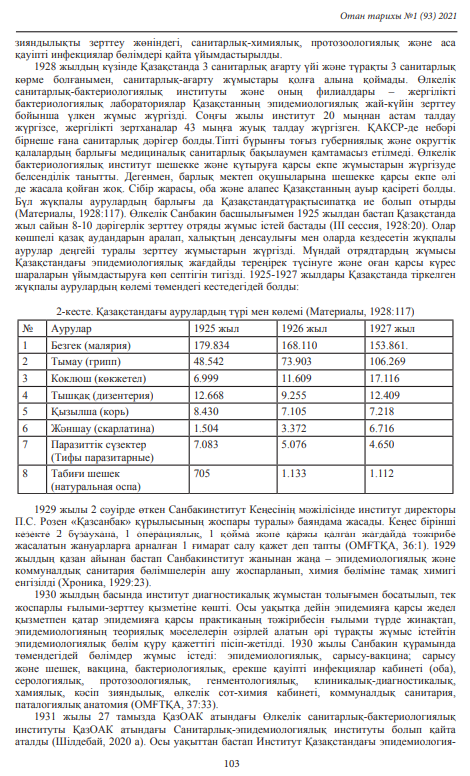 Отан тарихы №1 (93) 2021
зияндылықты зерттеу жөніндегі, санитарлық-химиялық, протозоологиялық және аса
қауіпті инфекциялар бөлімдері қайта ұйымдастырылды.
1928 жылдың күзінде Қазақстанда 3 санитарлық ағарту үйі және тұрақты 3 санитарлық
көрме болғанымен, санитарлық-ағарту жұмыстары қолға алына қоймады. Өлкелік
санитарлық-бактериологиялық институты және оның филиалдары – жергілікті
бактериологиялық лабораториялар Қазақстанның эпидемиологиялық жай-күйін зерттеу
бойынша үлкен жұмыс жүргізді. Соңғы жылы институт 20 мыңнан астам талдау
жүргізсе, жергілікті зертханалар 43 мыңға жуық талдау жүргізген. ҚАКСР-де небәрі
бірнеше ғана санитарлық дәрігер болды.Тіпті бұрынғы тоғыз губерниялық және округтік
қалалардың барлығы медициналық санитарлық бақылаумен қамтамасыз етілмеді. Өлкелік
бактериологиялық институт шешекке және құтыруға қарсы екпе жұмыстарын жүргізуде
белсенділік танытты. Дегенмен, барлық мектеп оқушыларына шешекке қарсы екпе әлі
де жасала қойған жоқ. Сібір жарасы, оба және алапес Қазақстанның ауыр қасіреті болды.
Бұл жұқпалы аурулардың барлығы да Қазақстандатұрақтысипатқа ие болып отырды
(Материалы, 1928:117). Өлкелік Санбакин басшылығымен 1925 жылдан бастап Қазақстанда
жыл сайын 8-10 дәрігерлік зерттеу отряды жұмыс істей бастады (III сессия, 1928:20). Олар
көшпелі қазақ аудандарын аралап, халықтың денсаулығы мен оларда кездесетін жұқпалы
аурулар деңгейі туралы зерттеу жұмыстарын жүргізді. Мұндай отрядтардың жұмысы
Қазақстандағы эпидемиологиялық жағдайды тереңірек түсінуге және оған қарсы күрес
шараларын ұйымдастыруға көп септігін тигізді. 1925-1927 жылдары Қазақстанда тіркелген
жұқпалы аурулардың көлемі төмендегі кестедегідей болды:
2-кесте. Қазақстандағы аурулардың түрі мен көлемі (Материалы, 1928:117)
№ Аурулар 1925 жыл 1926 жыл 1927 жыл
1 Безгек (малярия) 179.834 168.110 153.861.
2 Тымау (грипп) 48.542 73.903 106.269
3 Коклюш (көкжетел) 6.999 11.609 17.116
4 Тышқақ (дизентерия) 12.668 9.255 12.409
5 Қызылша (корь) 8.430 7.105 7.218
6 Жөншау (скарлатина) 1.504 3.372 6.716
7 Паразиттік сүзектер 7.083 5.076 4.650
(Тифы паразитарные)
8 Табиғи шешек 705 1.133 1.112
(натуральная оспа)
1929 жылы 2 сәуірде өткен Санбакинститут Кеңесінің мәжілісінде институт директоры
П.С. Розен «Қазсанбак» құрылысының жоспары туралы» баяндама жасады. Кеңес бірінші
кезекте 2 бұзаухана, 1 операциялық, 1 қойма және қаржы қалған жағдайда тәжірибе
жасалатын жануарларға арналған 1 ғимарат салу қажет деп тапты (ОМҒТҚА, 36:1). 1929
жылдың қазан айынан бастап Санбакинститут жанынан жаңа – эпидемиологиялық және
коммуналдық санитария бөлімшелерін ашу жоспарланып, химия бөліміне тамақ химигі
енгізілді (Хроника, 1929:23).
1930 жылдың басында институт диагностикалық жұмыстан толығымен босатылып, тек
жоспарлы ғылыми-зерттеу қызметіне көшті. Осы уақытқа дейін эпидемияға қарсы жедел
қызметпен қатар эпидемияға қарсы практиканың тәжірибесін ғылыми түрде жинақтап,
эпидемиологияның теориялық мәселелерін әзірлей алатын әрі тұрақты жұмыс істейтін
эпидемиологиялық бөлім құру қажеттігі пісіп-жетілді. 1930 жылы Санбакин құрамында
төмендегідей бөлімдер жұмыс істеді: эпидемиологиялық, сарысу-вакцина; сарысу
және шешек, вакцина, бактериологиялық, ерекше қауіпті инфекциялар кабинеті (оба),
серологиялық, протозоологиялық, генментологиялық, клиникалық-диагностикалық,
хамиялық, кәсіп зиянды‌лық, өлкелік сот-химия кабинеті, коммуналдық санитария,
паталогиялық анатомия (ОМҒТҚА, 37:33).
1931 жылы 27 тамызда ҚазОАК атындағы Өлкелік санитарлық-бактериологиялық
институты ҚазОАК атындағы Санитарлық-эпидемиологиялық институты болып қайта
аталды (Шілдебай, 2020 а). Осы уақыттан бастап Институт Қазақстандағы эпидемиология-
103